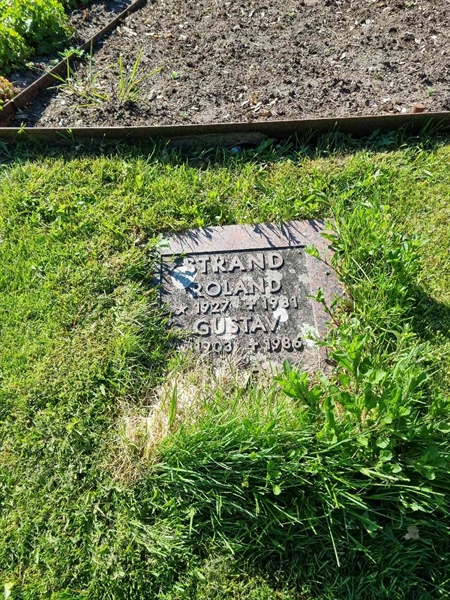 STRAND
ROLAND
* 1927 + 1981
GUSTAV
* 1903 + 1986